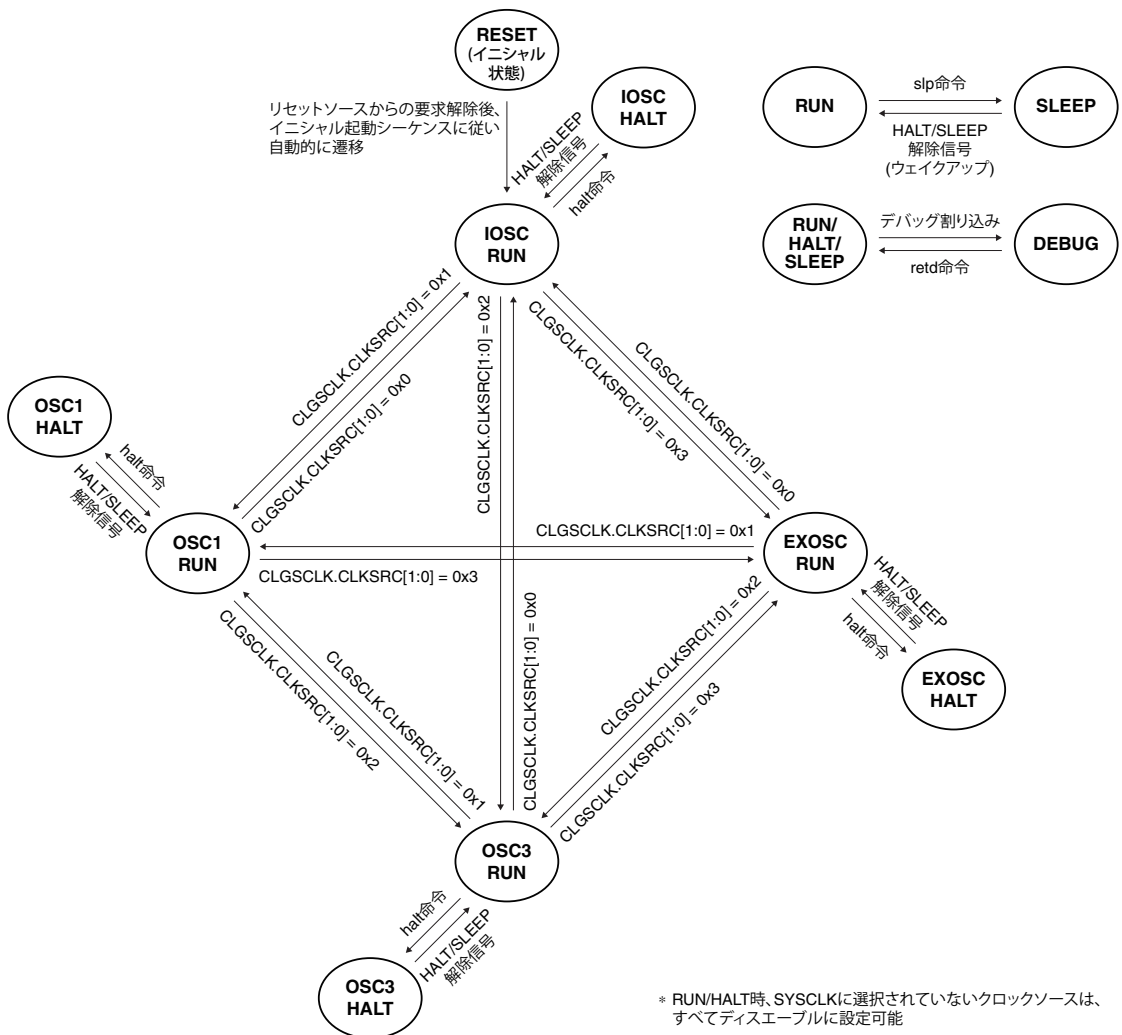 RESET
(イニシャル
状態)
リセットソースからの要求解除後、
イニシャル起動シーケンスに従い
自動的に遷移
IOSC
HALT
HALT/SLEEP
解除信号
halt命令
IOSC
RUN
RUN
slp命令
HALT/SLEEP
解除信号
(ウェイクアップ)
SLEEP
RUN/
HALT/
SLEEP
デバッグ割り込み
retd命令
DEBUG
CLGSCLK.CLKSRC[1:0] = 0x1
CLGSCLK.CLKSRC[1:0] = 0x0
CLGSCLK.CLKSRC[1:0] = 0x2
CLGSCLK.CLKSRC[1:0] = 0x0
CLGSCLK.CLKSRC[1:0] = 0x3
CLGSCLK.CLKSRC[1:0] = 0x0
OSC1
HALT
halt命令
HALT/SLEEP
解除信号
OSC1
RUN
CLGSCLK.CLKSRC[1:0] = 0x1
CLGSCLK.CLKSRC[1:0] = 0x3
EXOSC
RUN
HALT/SLEEP
解除信号
halt命令
EXOSC
HALT
CLGSCLK.CLKSRC[1:0] = 0x1
CLGSCLK.CLKSRC[1:0] = 0x2
CLGSCLK.CLKSRC[1:0] = 0x2
CLGSCLK.CLKSRC[1:0] = 0x3
OSC3
RUN
halt命令
HALT/SLEEP
解除信号
OSC3
HALT
* RUN/HALT時、SYSCLKに選択されていないクロックソースは、
すべてディスエーブルに設定可能